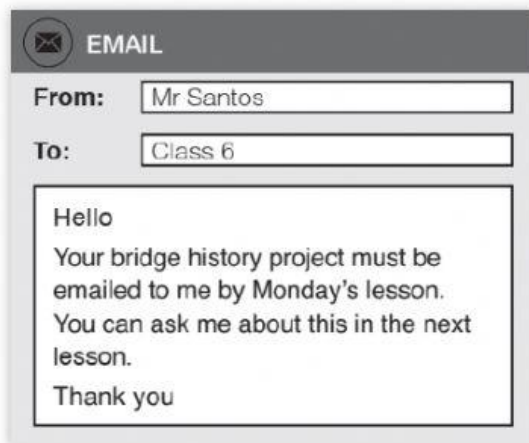 EMAIL
From: Mr Santos
To: Class 6
Hello
Your bridge history project must be
emailed to me by Monday's lesson.
You can ask me about this in the next
lesson.
Thank you